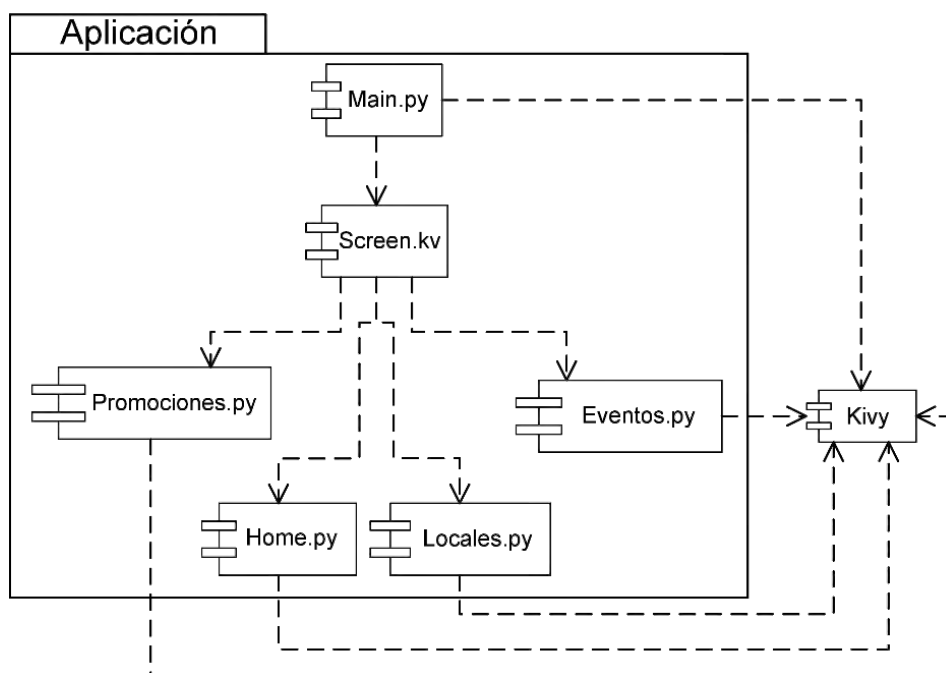 Aplicación
Main.py
Screen.kv
Promociones.py
Eventos.py
Kivy
Home.py
Locales.py